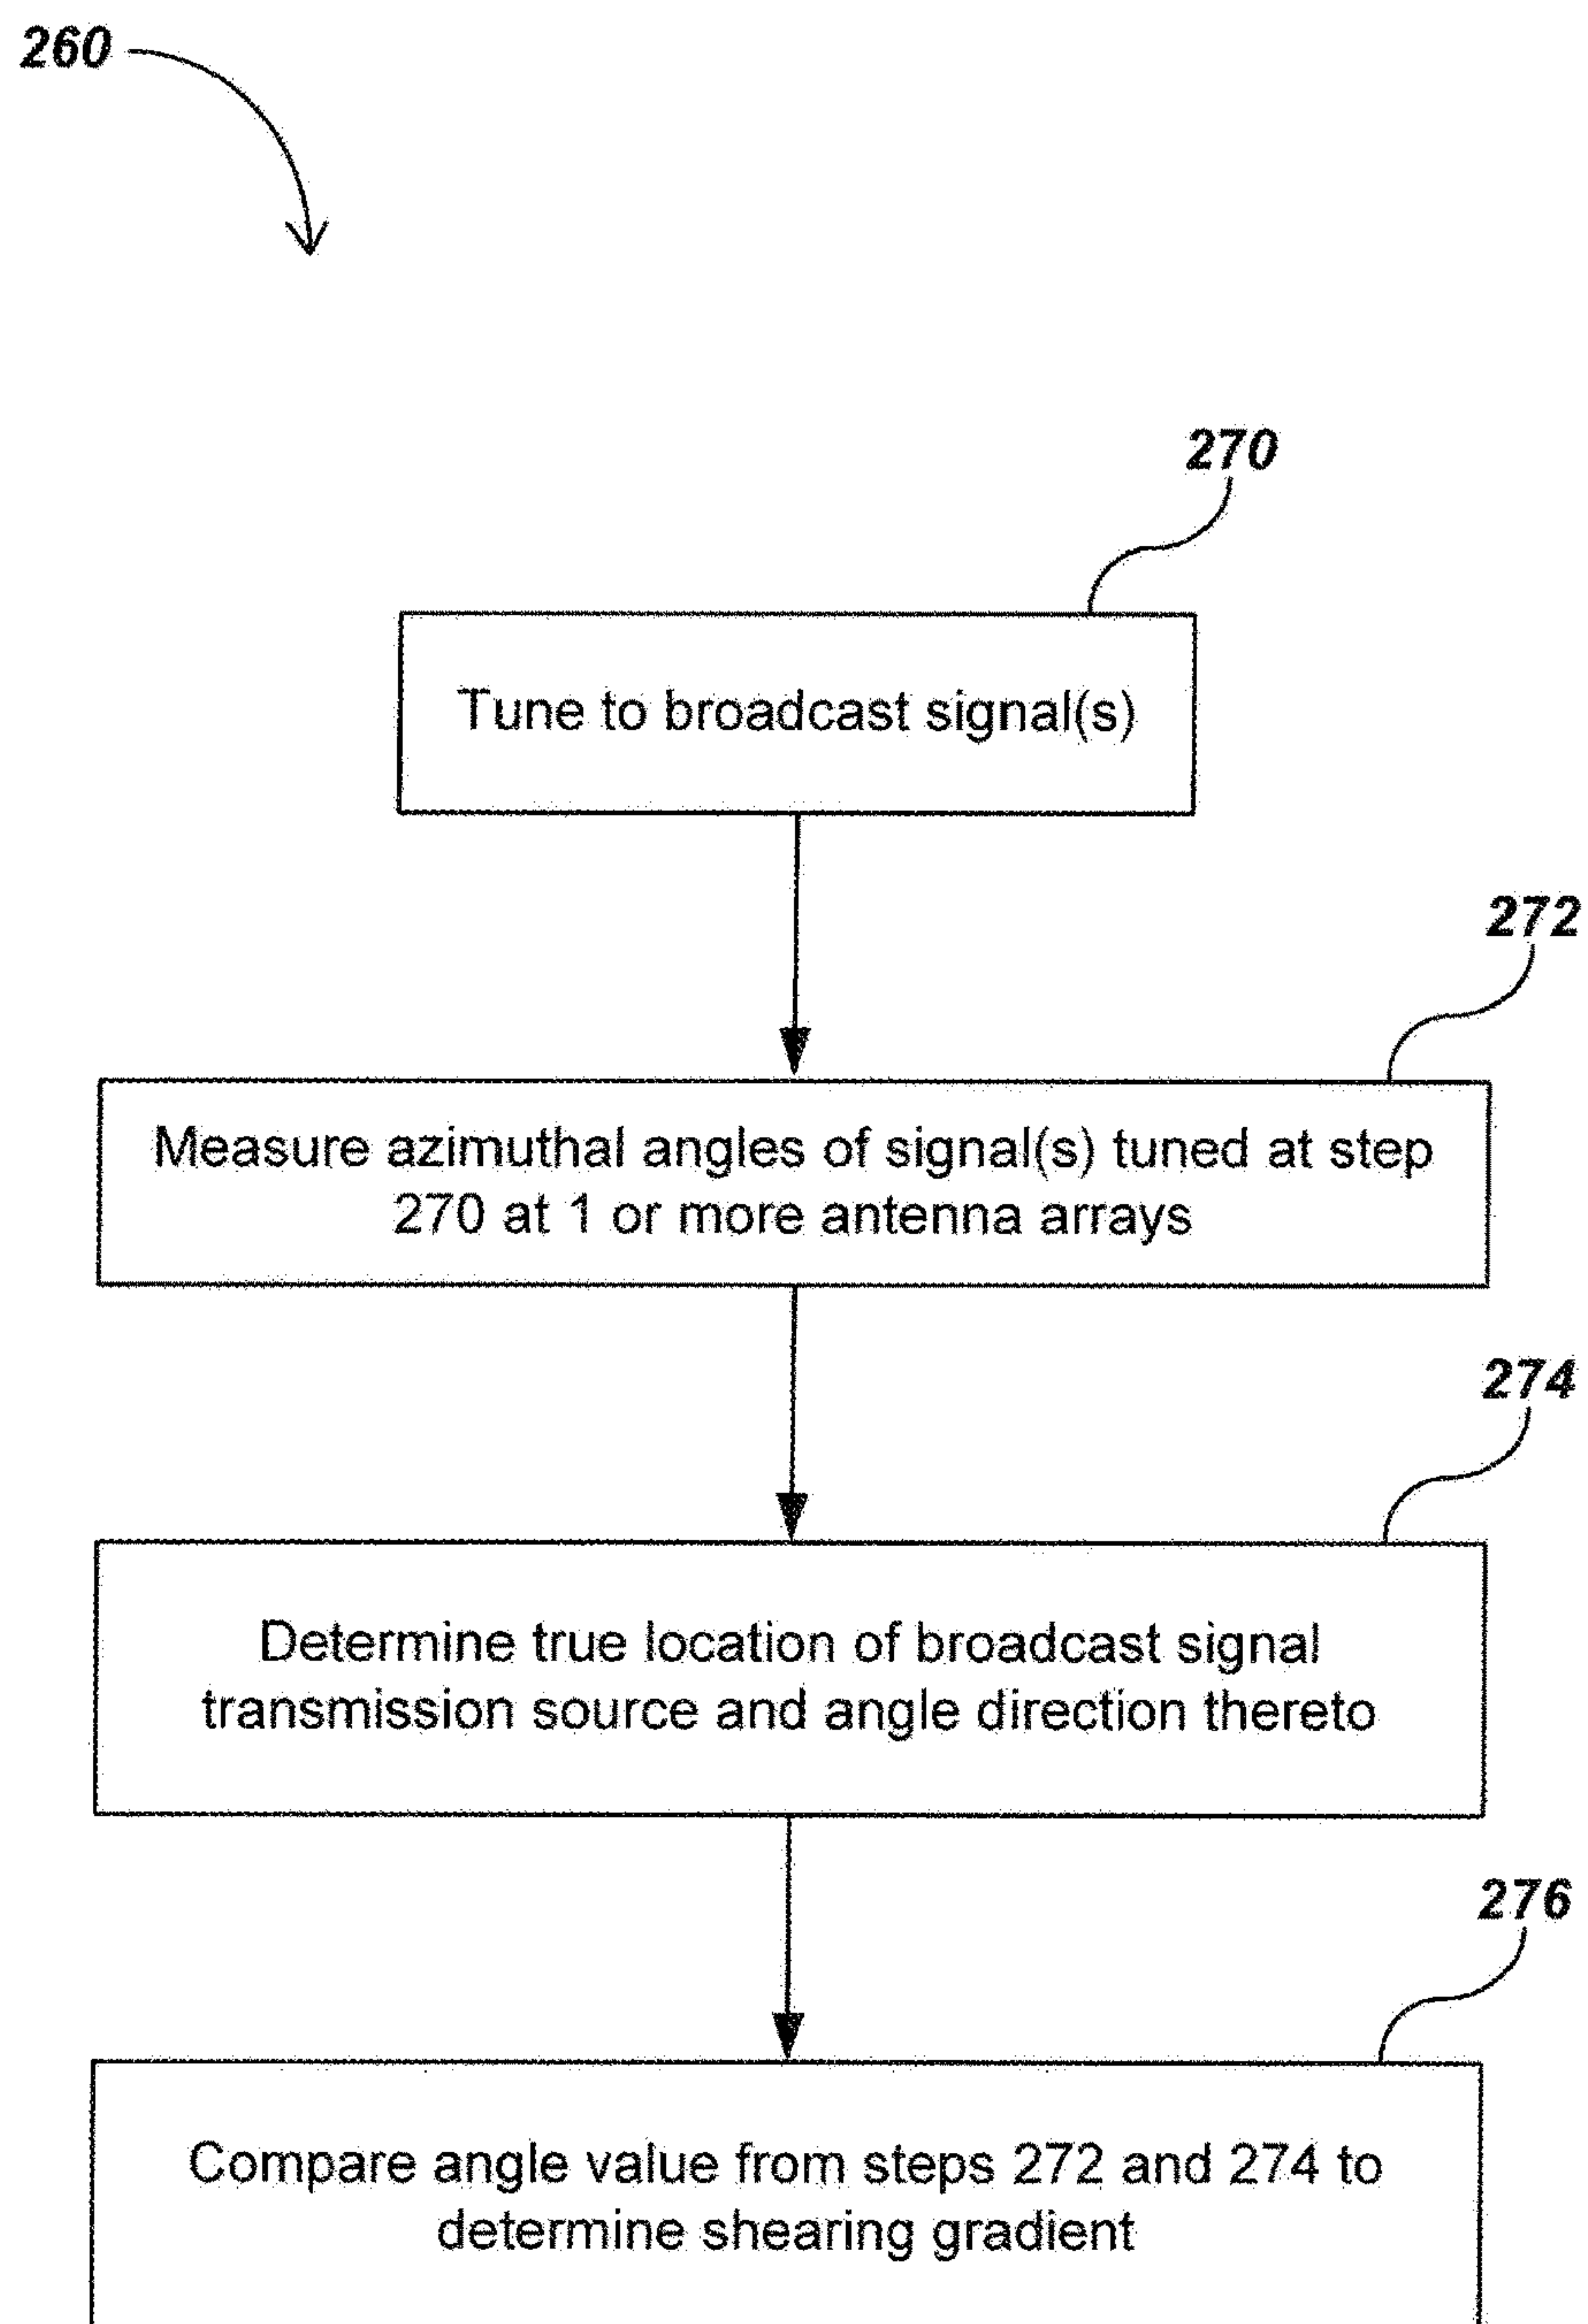 260
270
Tune to broadcast signal(s)
272
Measure azimuthal angles of signal(s) tuned at step
270 at 1 or more antenna arrays
274
Determine true location of broadcast signal
transmission source and angle direction thereto
276
Compare angle value from steps 272 and 274 to
determine shearing gradient